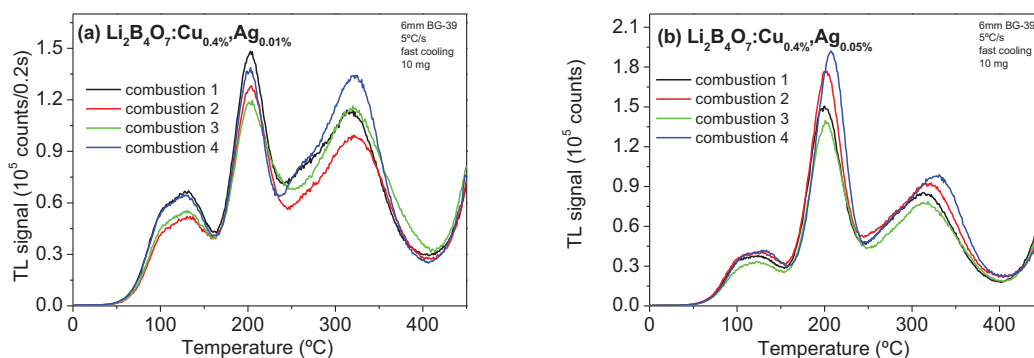 (a) Li₂B₄O₇:Cu₀.₄%,Ag₀.₀₁%
6mm BG-39
5ºC/s
fast cooling
10 mg
combustion 1
combustion 2
combustion 3
combustion 4
TL signal (10⁵ counts/0.2s)
1.5
1.2
0.9
0.6
0.3
0.0
0 100 200 300 400
Temperature (ºC)
(b) Li₂B₄O₇:Cu₀.₄%,Ag₀.₀₅%
6mm BG-39
5ºC/s
fast cooling
10 mg
combustion 1
combustion 2
combustion 3
combustion 4
TL signal (10⁵ counts)
2.1
1.8
1.5
1.2
0.9
0.6
0.3
0.0
0 100 200 300 400
Temperature (ºC)